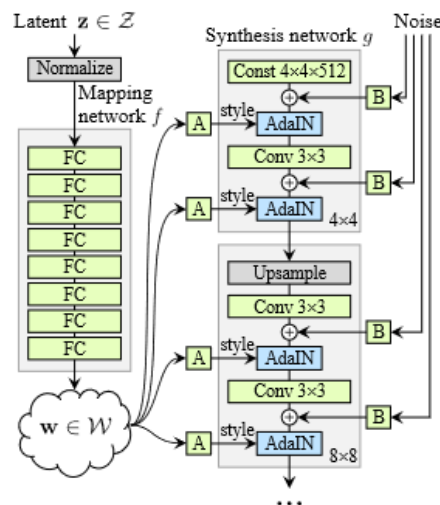 Latent z ∈ Z
Normalize
Mapping
network f
FC
FC
FC
FC
FC
FC
FC
FC
w ∈ W
Synthesis network g
Noise
Const 4×4×512
B
A
style
AdaIN
Conv 3×3
B
A
style
AdaIN
4×4
Upsample
Conv 3×3
B
A
style
AdaIN
Conv 3×3
B
A
style
AdaIN
8×8
...